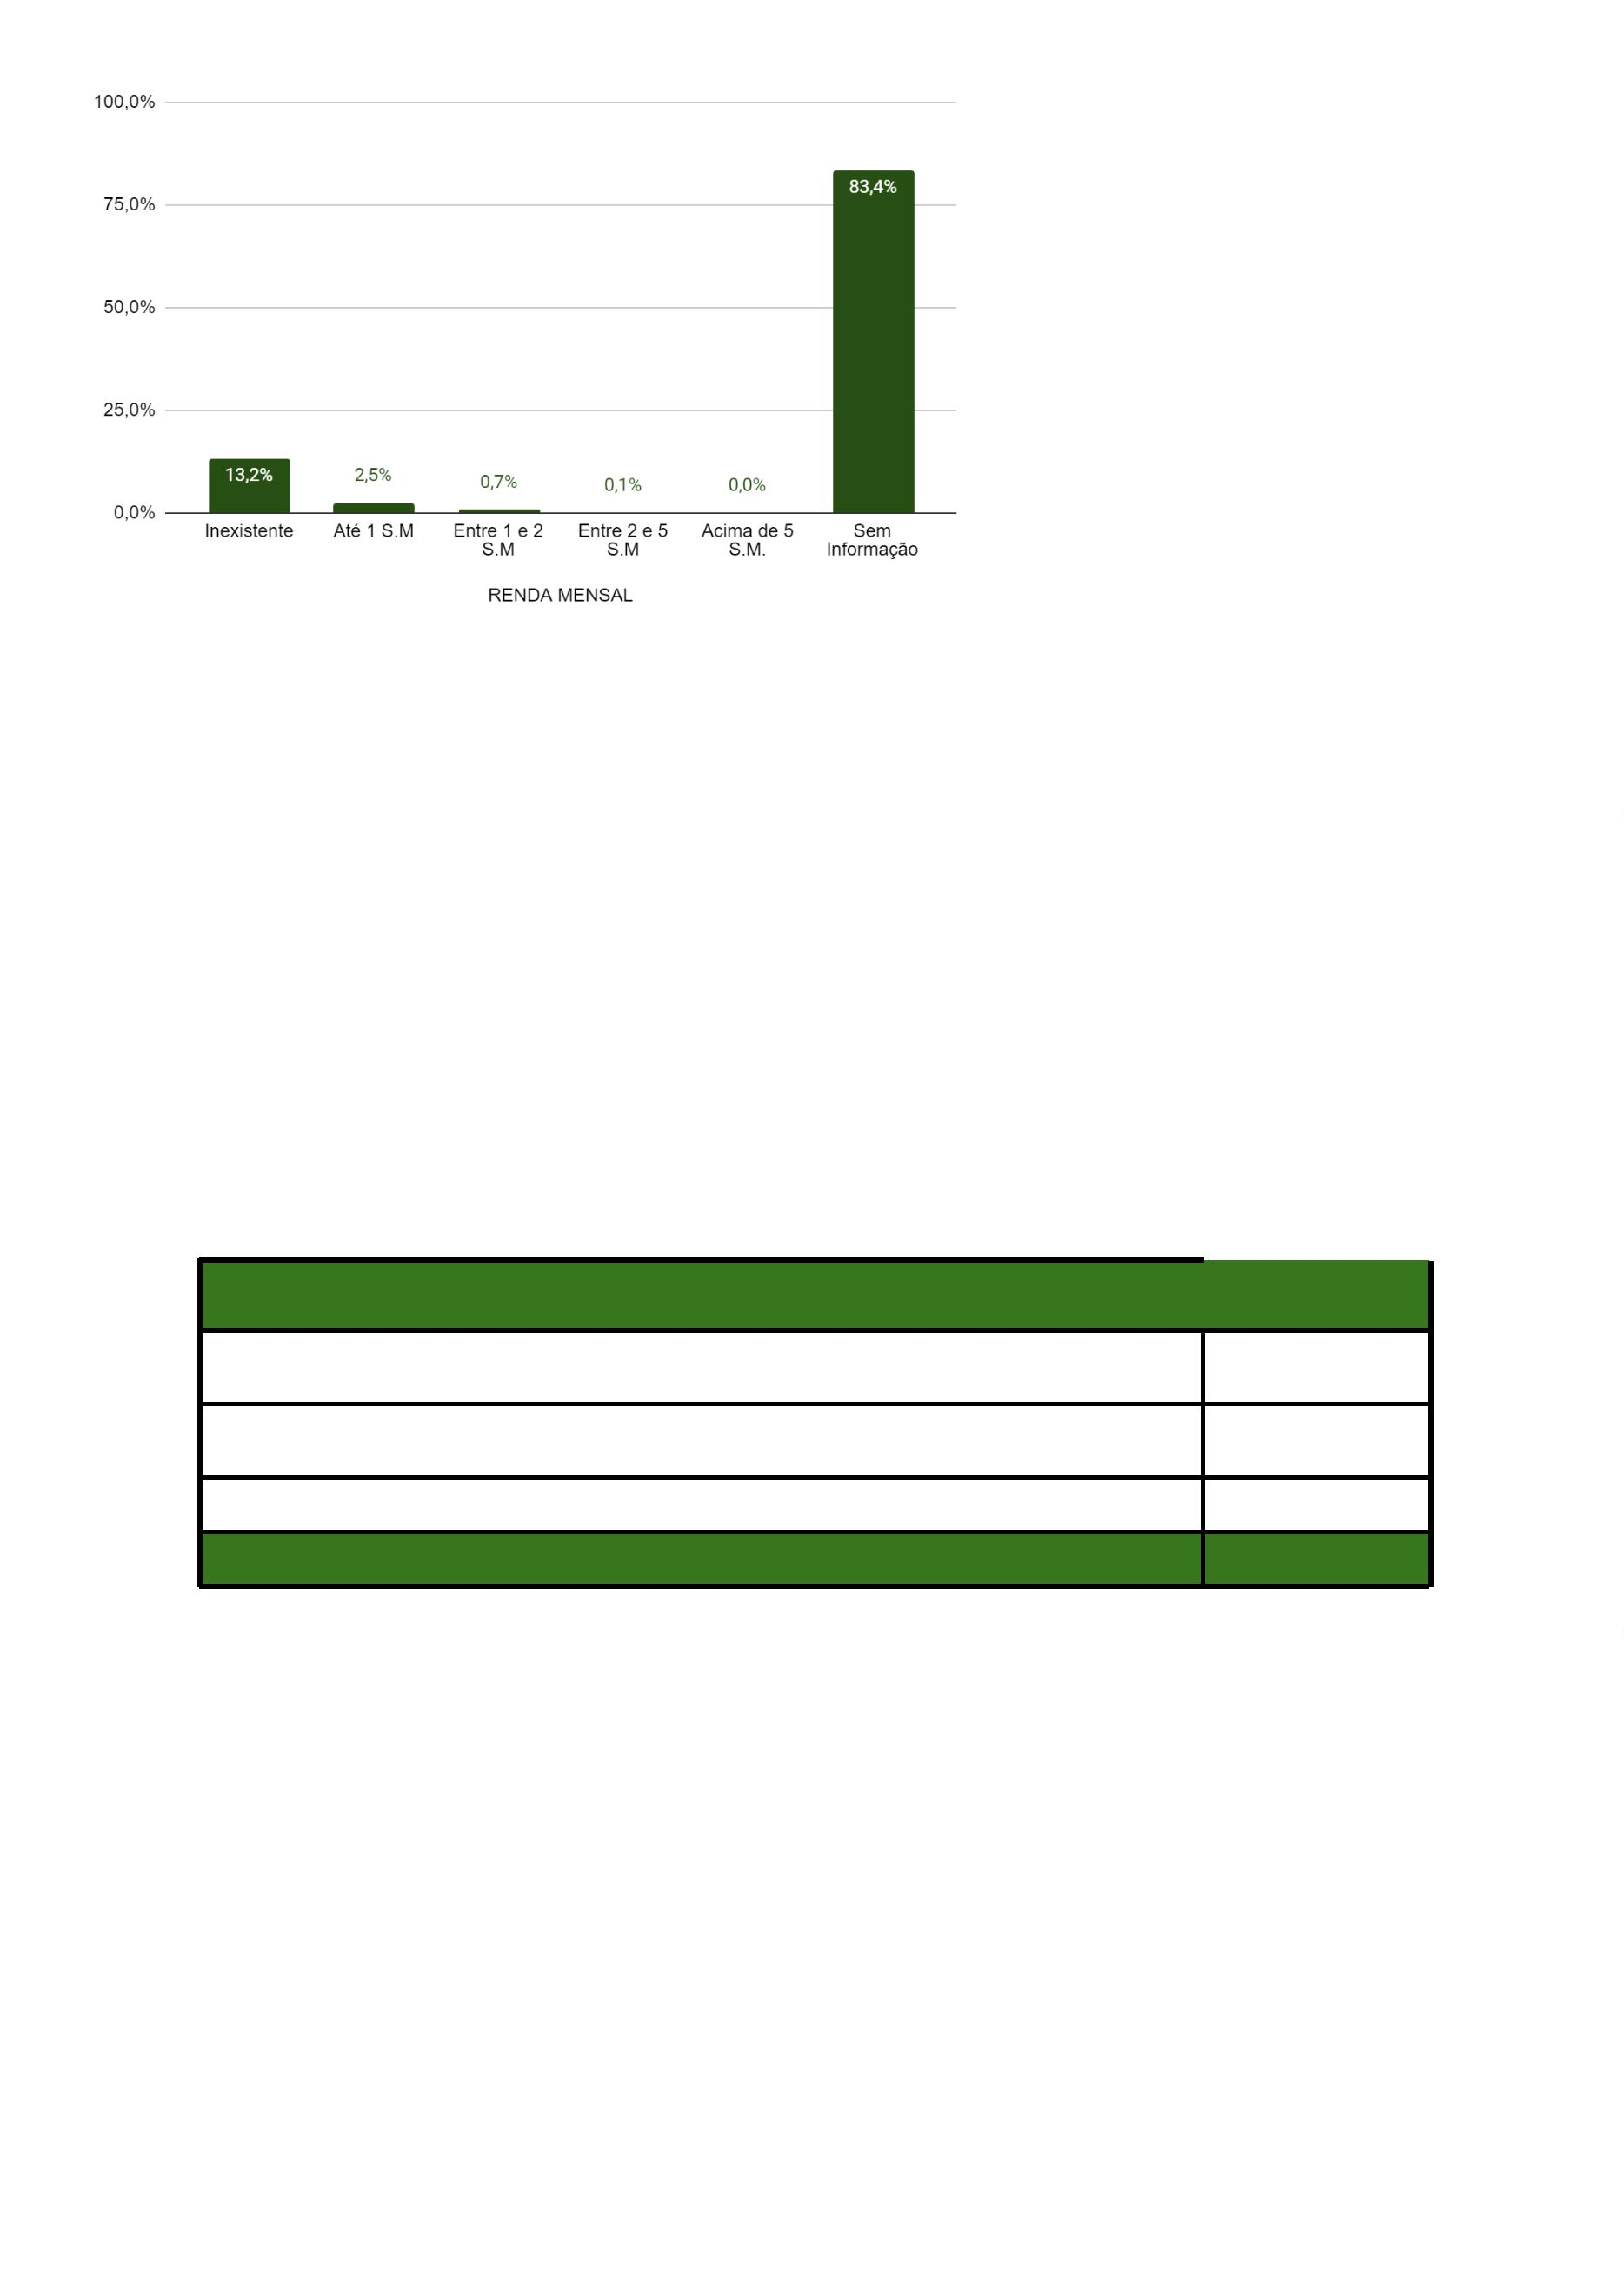 100,0%
75,0%
50,0%
25,0%
0,0%
13,2%
2,5%
0,7%
0,1%
0,0%
83,4%
Inexistente
Até 1 S.M
Entre 1 e 2
S.M
Entre 2 e 5
S.M
Acima de 5
S.M.
Sem
Informação
RENDA MENSAL